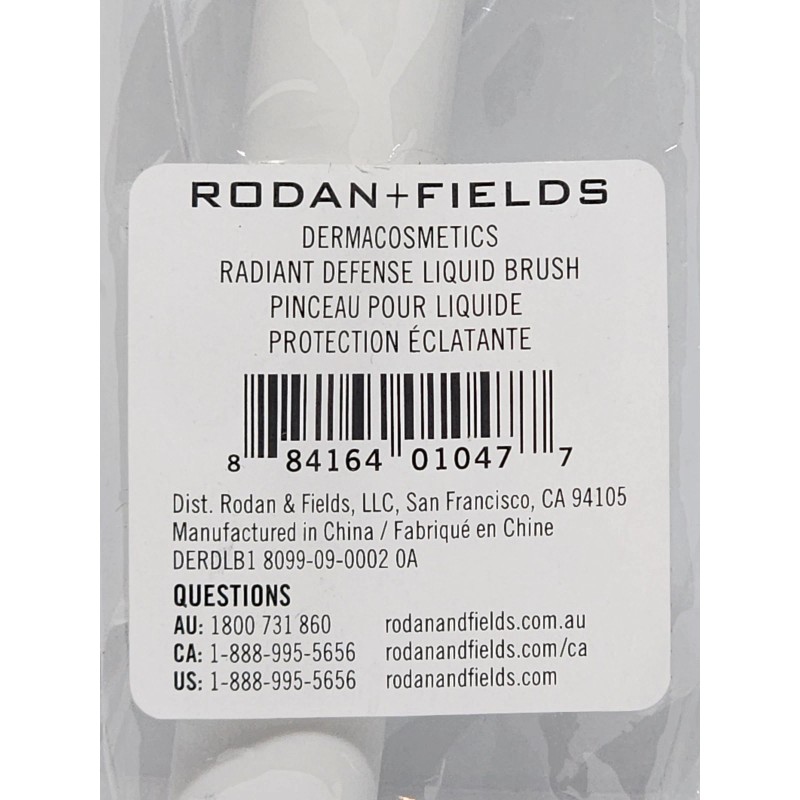 RODAN+FIELDS
DERMACOSMETICS
RADIANT DEFENSE LIQUID BRUSH
PINCEAU POUR LIQUIDE
PROTECTION ÉCLATANTE
8 84164 01047 7
Dist. Rodan & Fields, LLC, San Francisco, CA 94105
Manufactured in China / Fabriqué en Chine
DERDLB1 8099-09-0002 0A
QUESTIONS
AU: 1800 731 860 rodanandfields.com.au
CA: 1-888-995-5656 rodanandfields.com/ca
US: 1-888-995-5656 rodanandfields.com